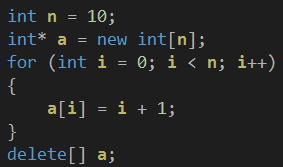 int n = 10;
int* a = new int[n];
for (int i = 0; i < n; i++)
{
    a[i] = i + 1;
}
delete[] a;